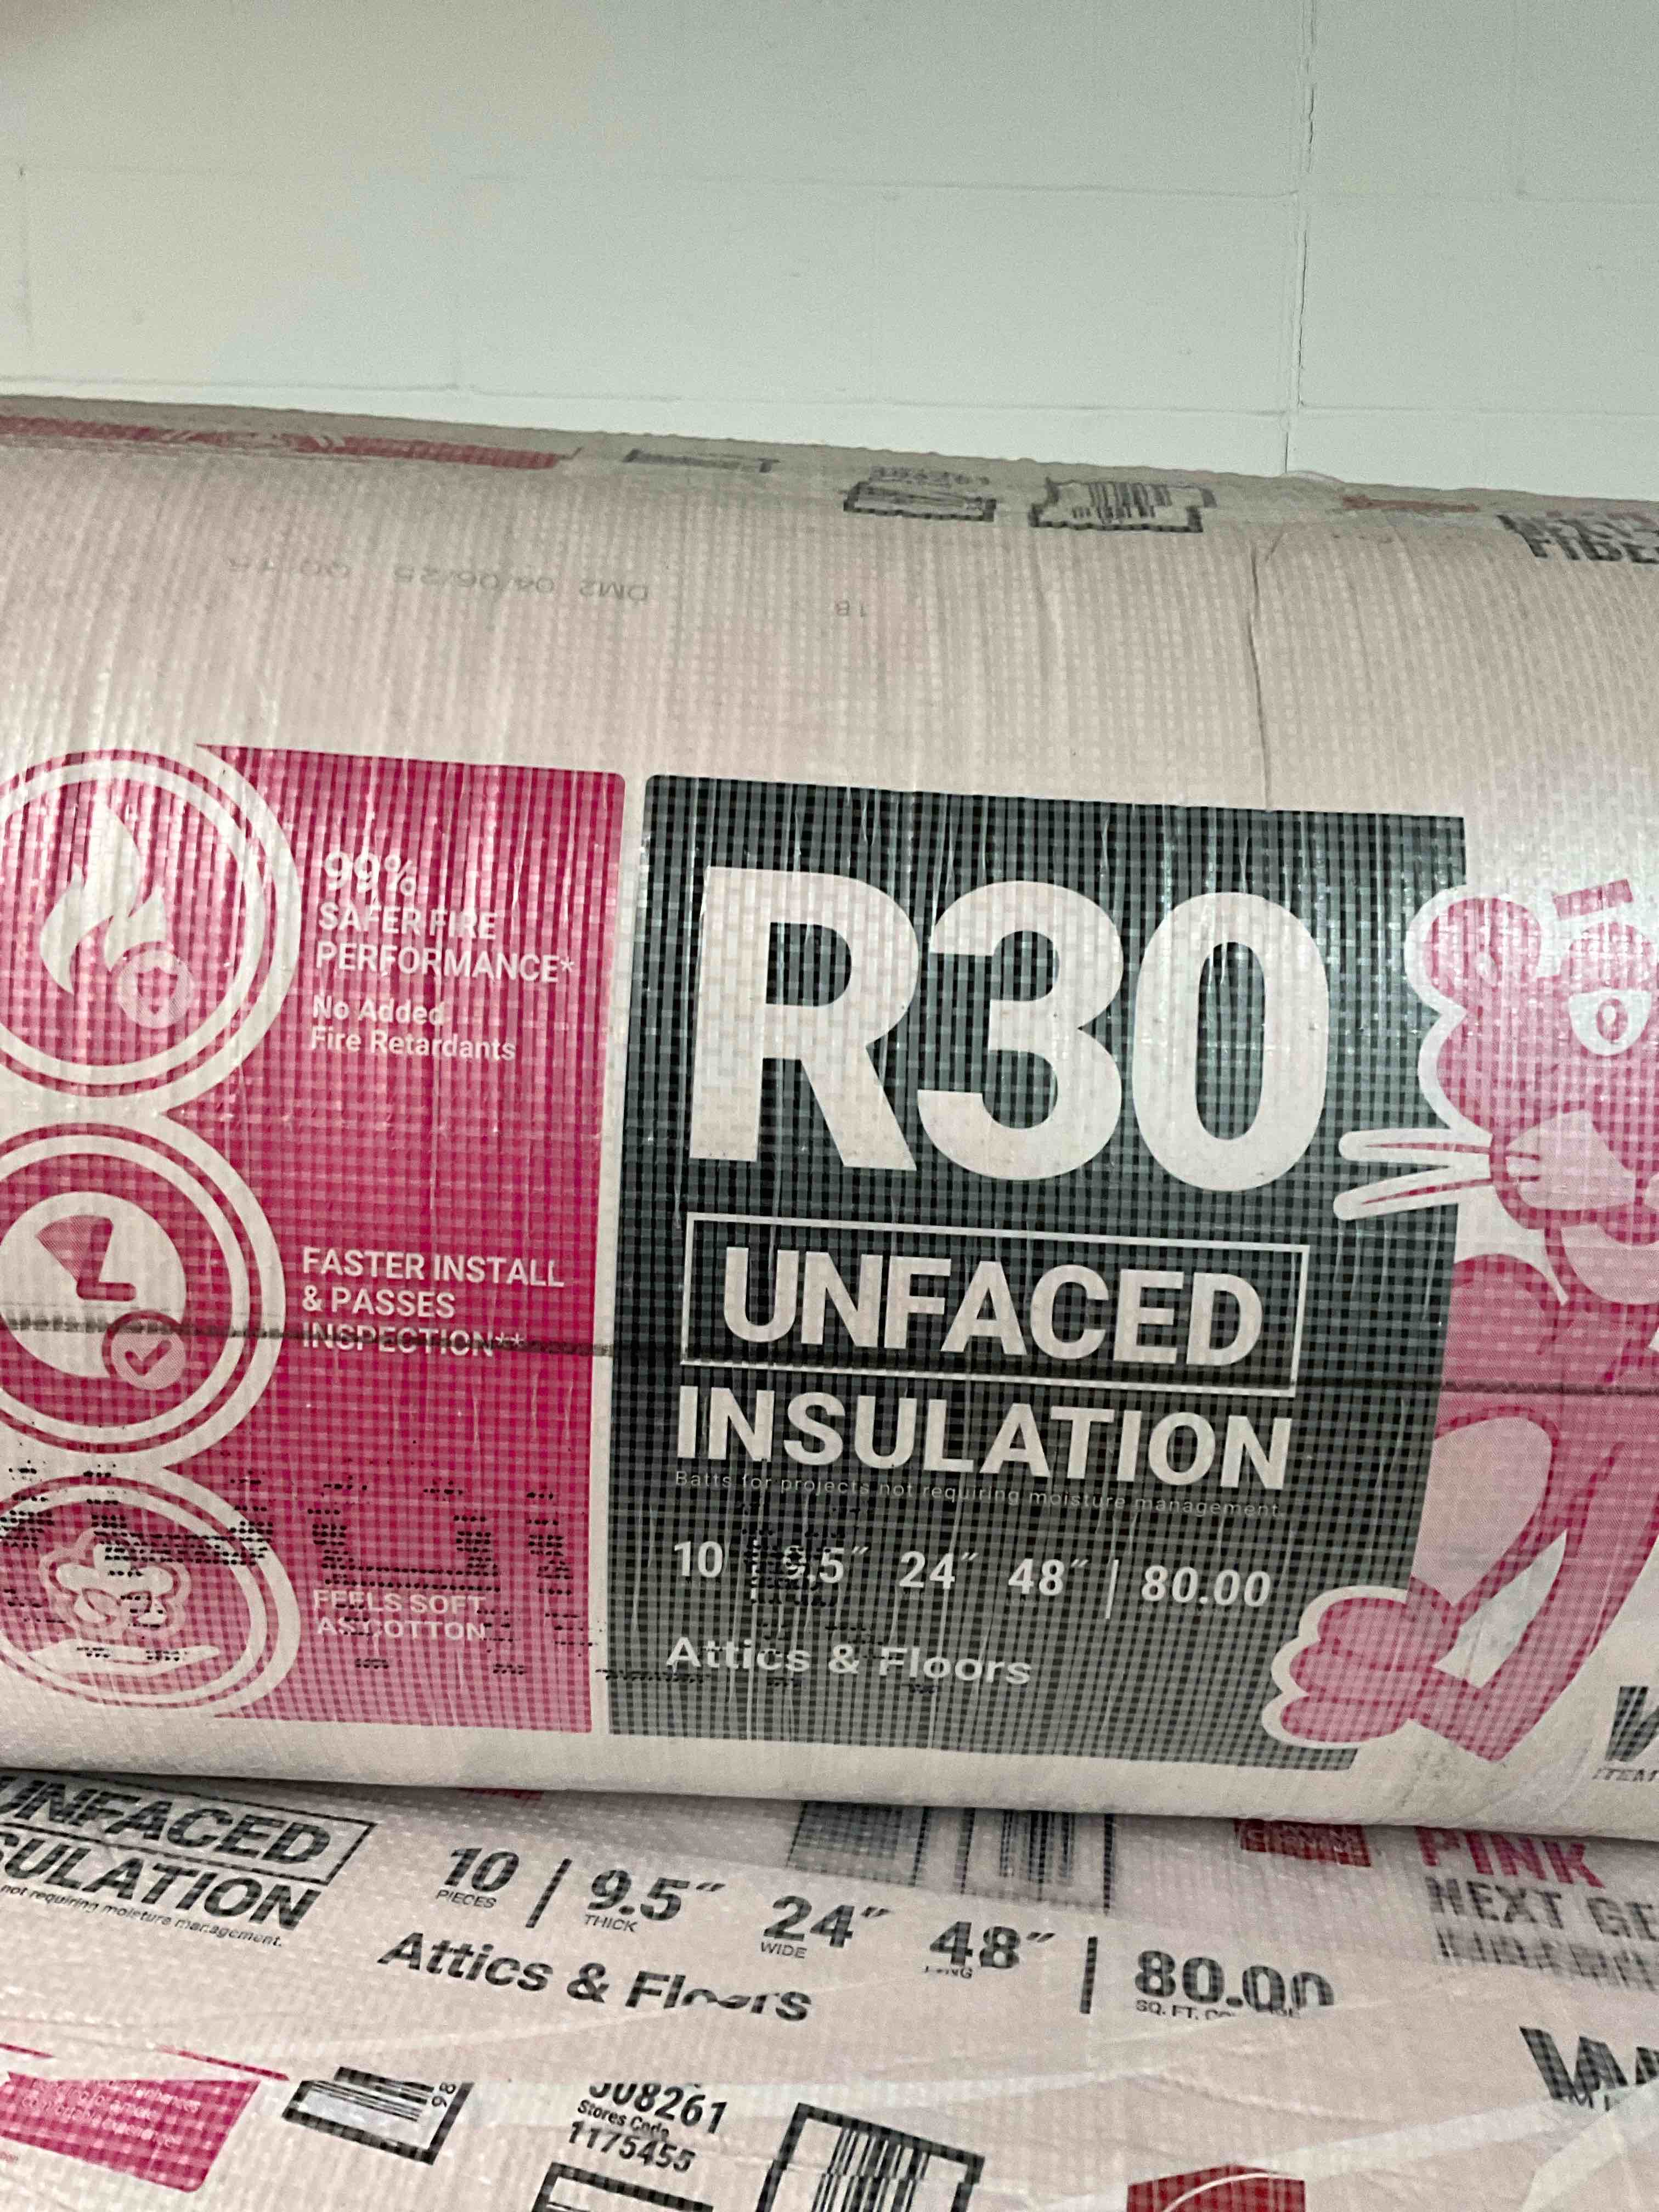 DM2 04/06/25 00:15
18
99%
SAFER FIRE
PERFORMANCE*
No Added
Fire Retardants
FASTER INSTALL
& PASSES
INSPECTION**
FEELS SOFT
AS COTTON
R30
UNFACED
INSULATION
Batts for projects not requiring moisture management.
10 9.5″ 24″ 48″ | 80.00
Attics & Floors
UNFACED
not requiring moisture management.
10 | 9.5″ 24″ 48″ | 80.00
PIECES THICK WIDE LONG SQ. FT.
Attics & Floors
PINK
NEXT
Stores Code
1175455